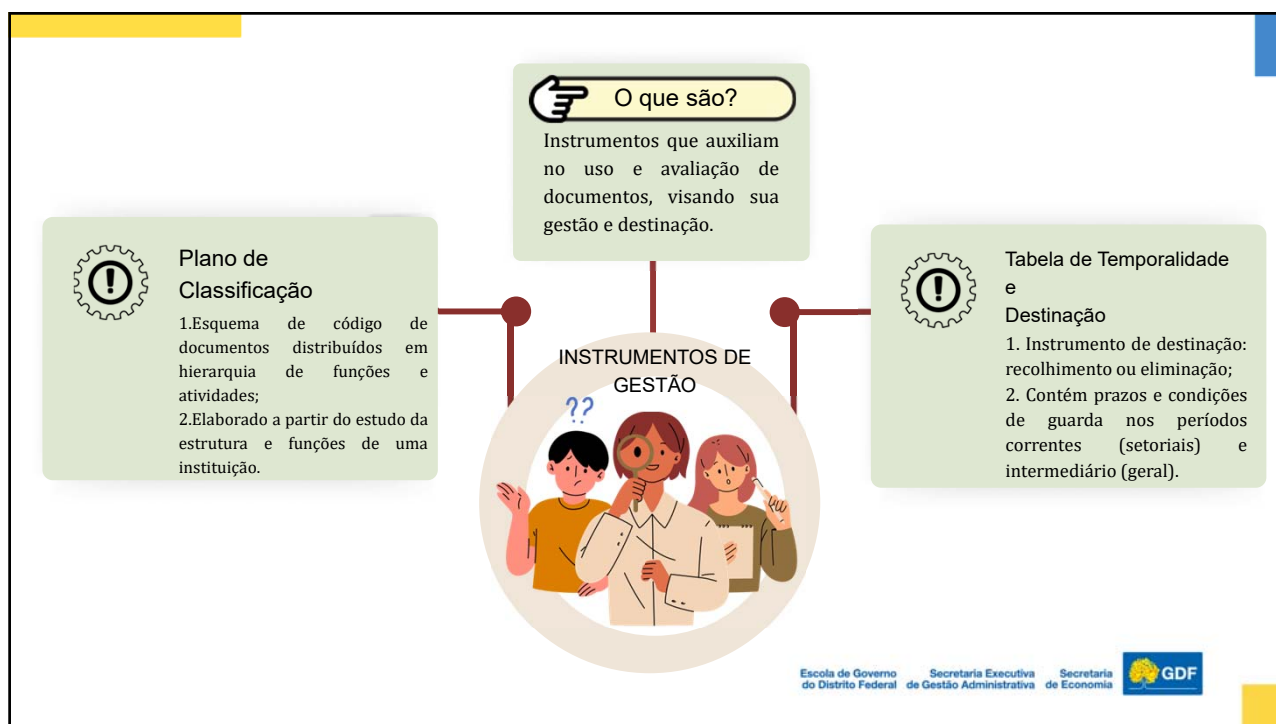 O que são?
Instrumentos que auxiliam
no uso e avaliação de
documentos, visando sua
gestão e destinação.
Plano de
Classificação
1.Esquema de código de
documentos distribuídos em
hierarquia de funções e
atividades;
2.Elaborado a partir do estudo da
estrutura e funções de uma
instituição.
INSTRUMENTOS DE
GESTÃO
??
Tabela de Temporalidade
e
Destinação
1. Instrumento de destinação:
recolhimento ou eliminação;
2. Contém prazos e condições
de guarda nos períodos
correntes (setoriais) e
intermediário (geral).
Escola de Governo
do Distrito Federal
Secretaria Executiva
de Gestão Administrativa
Secretaria
de Economia
GDF